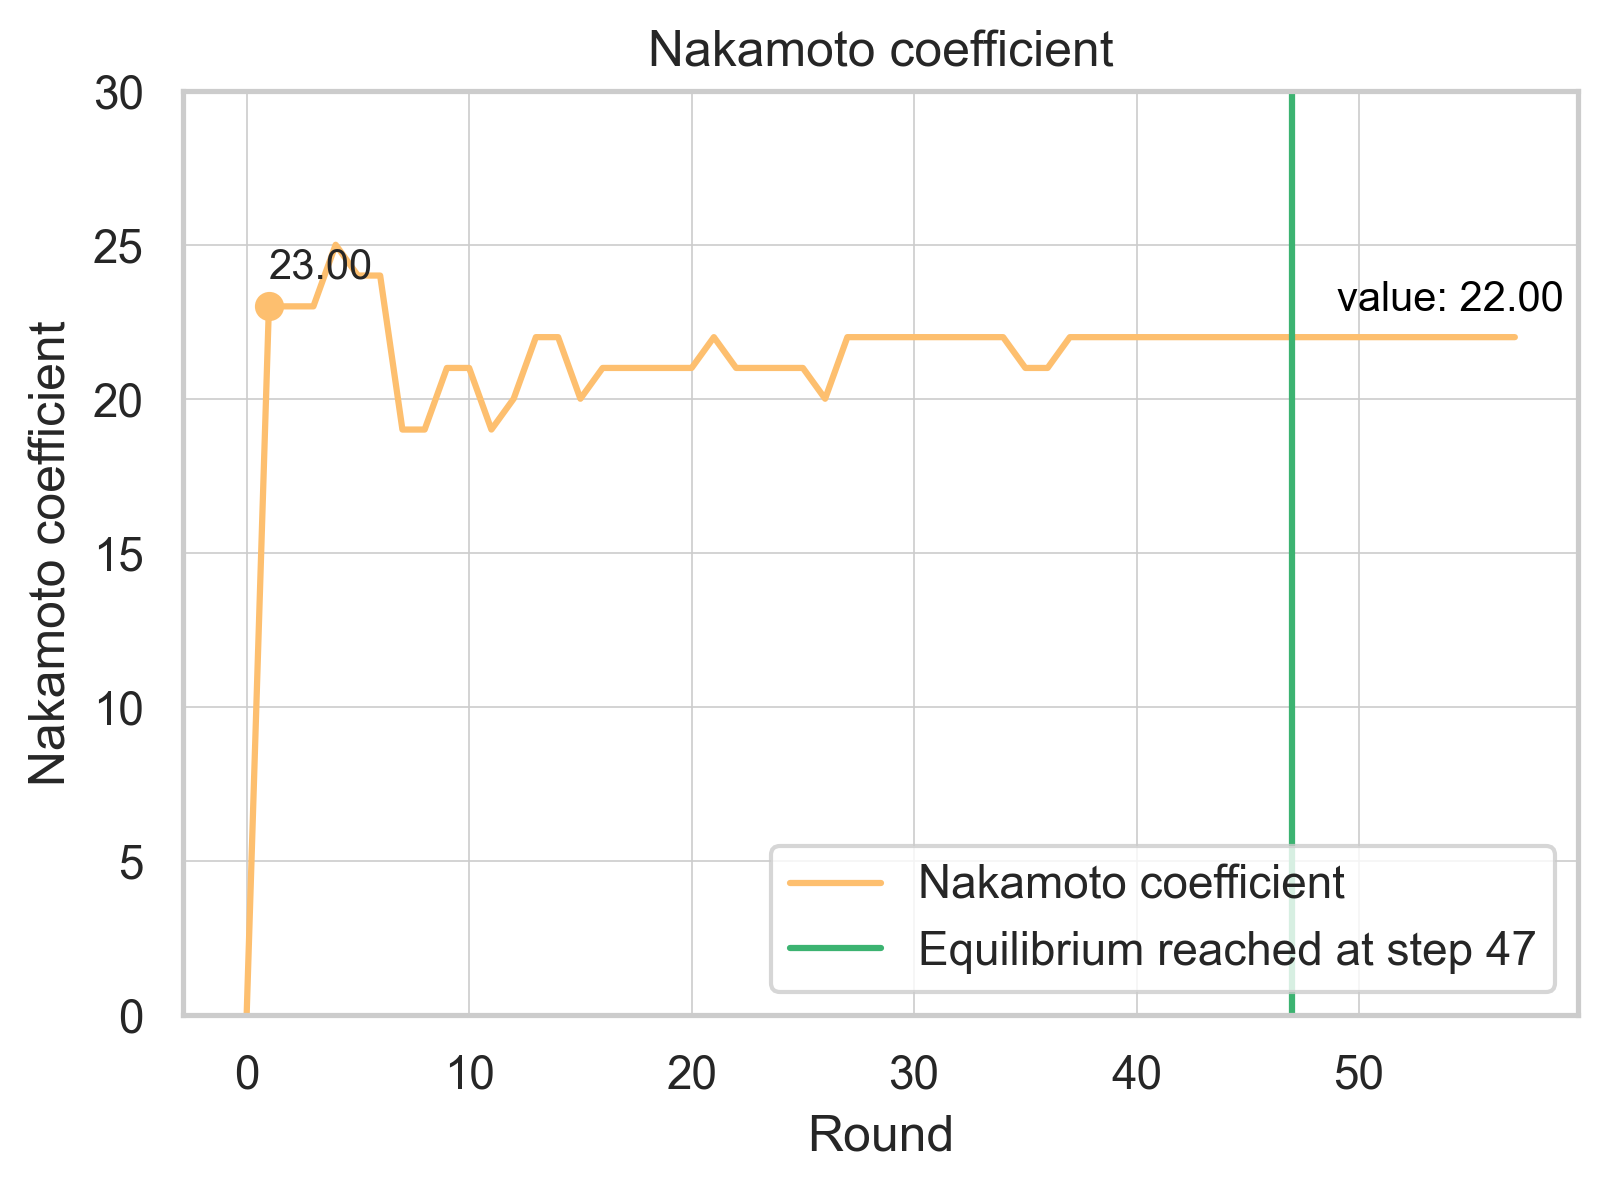 Nakamoto coefficient
30
25
20
15
10
5
0
Nakamoto coefficient
23.00
value: 22.00
Nakamoto coefficient
Equilibrium reached at step 47
0 10 20 30 40 50
Round